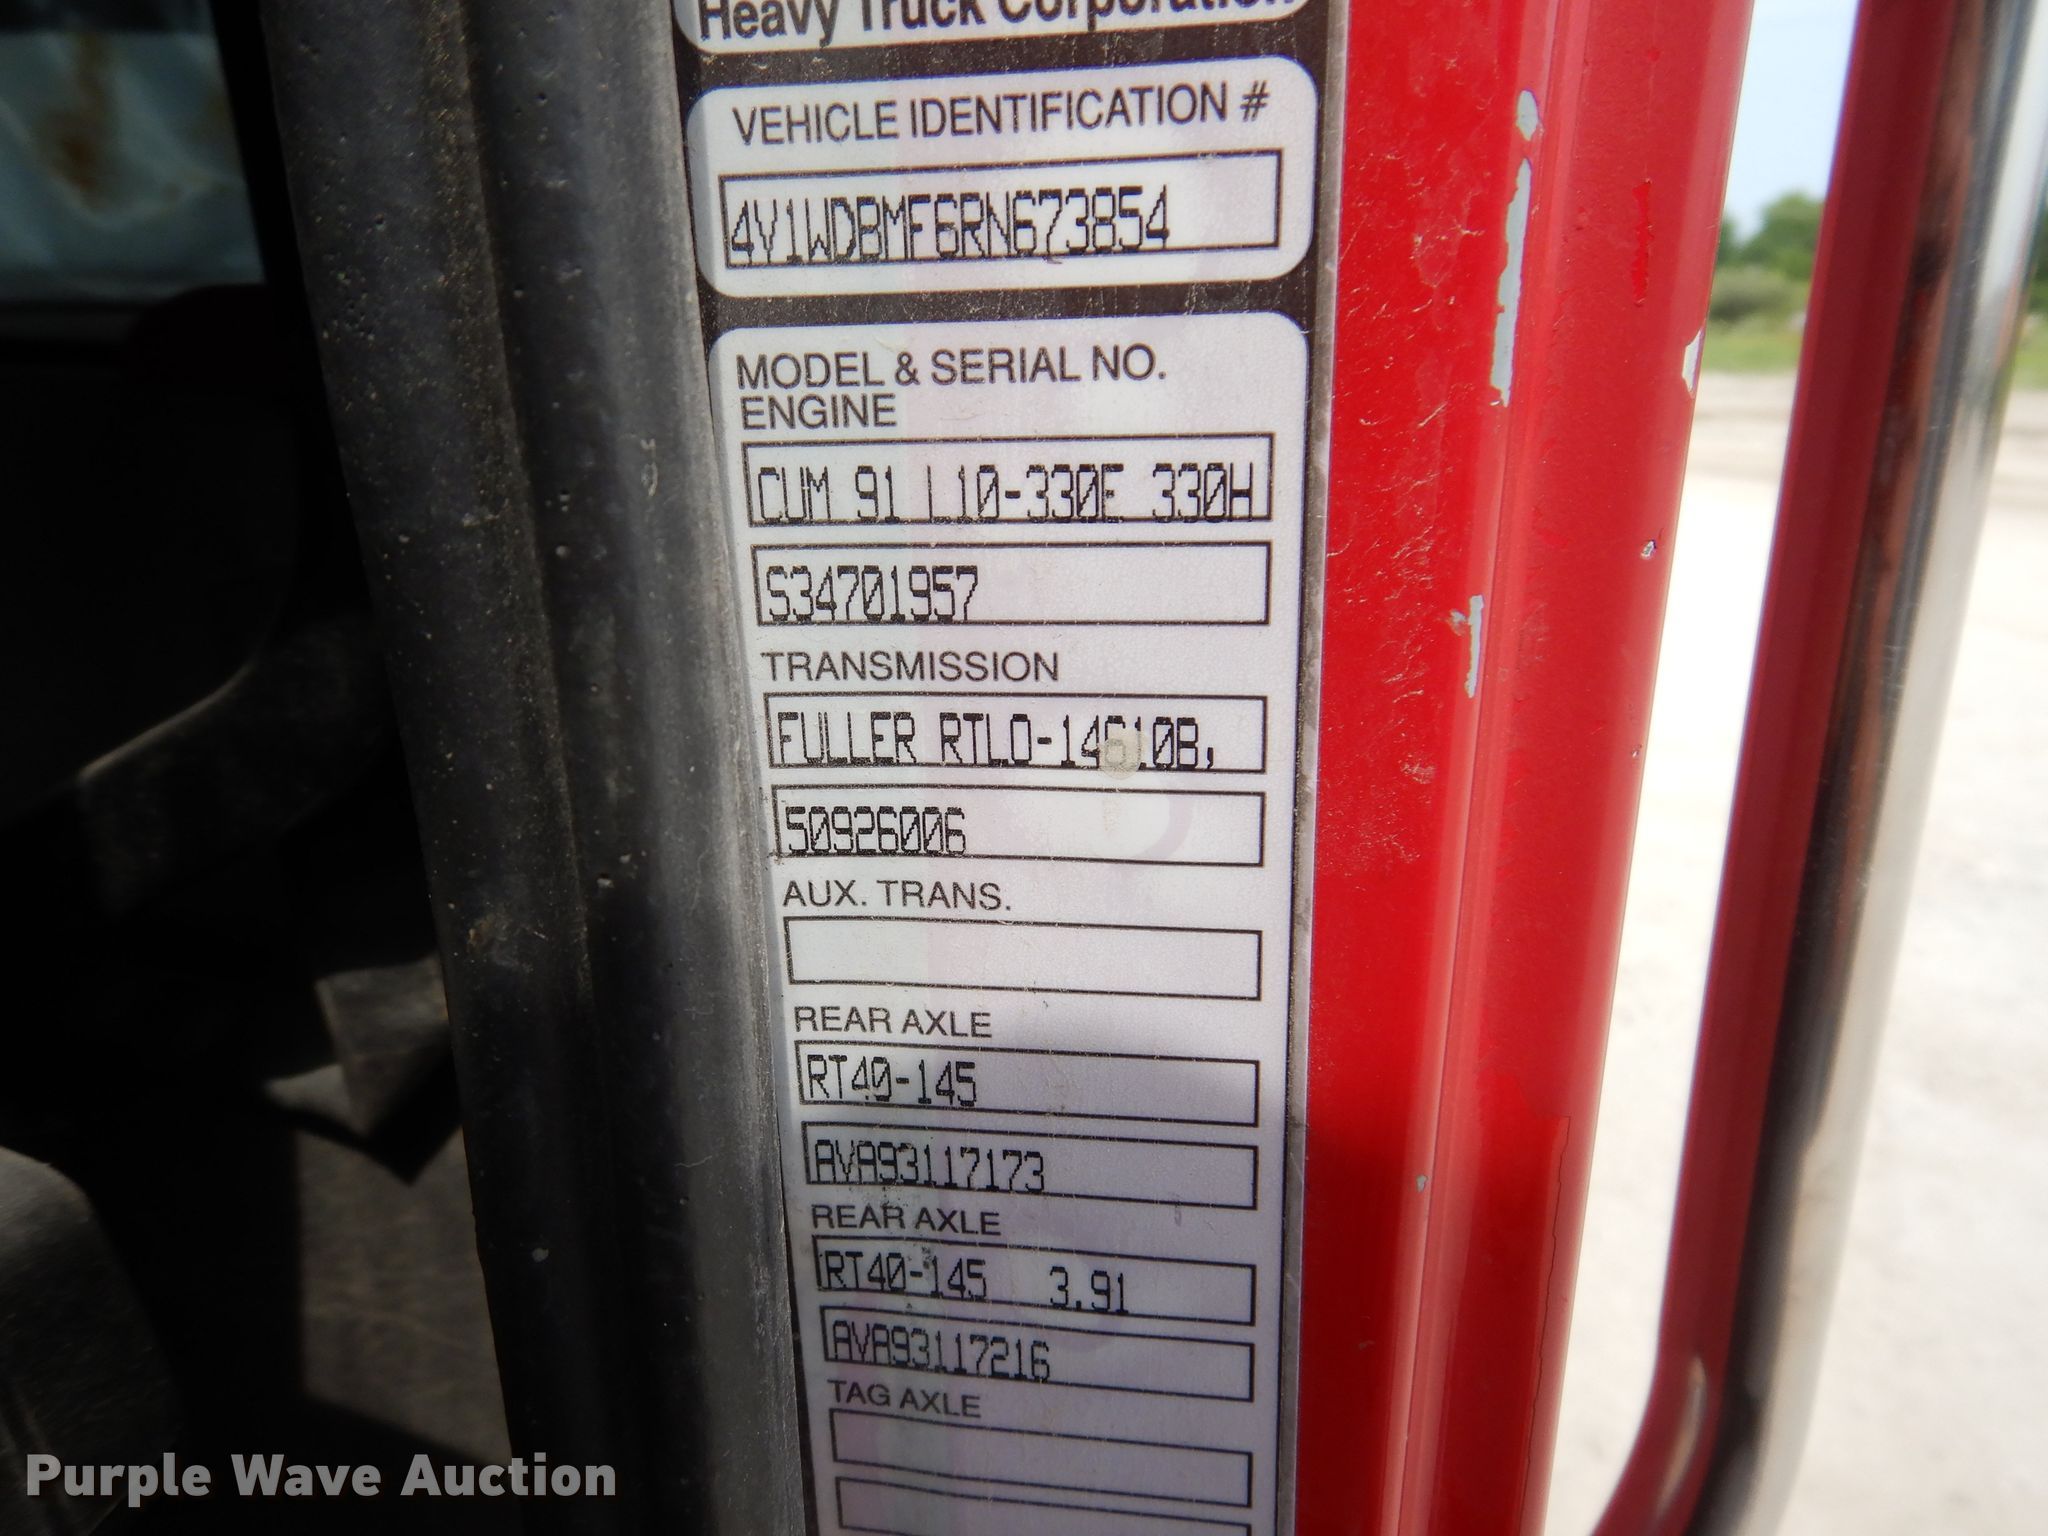 Heavy Truck Corporation
VEHICLE IDENTIFICATION #
4V1WDBMF6RN673854
MODEL & SERIAL NO.
ENGINE
CUM 91 L10-330E 330H
S34701957
TRANSMISSION
FULLER RTLO-14610B,
S0926006
AUX. TRANS.
REAR AXLE
RT40-145
AVA93117173
REAR AXLE
RT40-145 3.91
AVA93117216
TAG AXLE
Purple Wave Auction